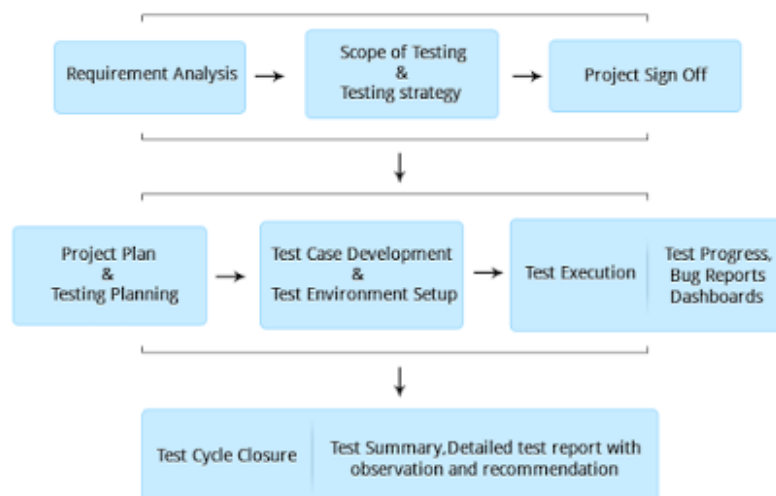 Requirement Analysis
Scope of Testing
&
Testing strategy
Project Sign Off
Project Plan
&
Testing Planning
Test Case Development
&
Test Environment Setup
Test Execution
Test Progress,
Bug Reports
Dashboards
Test Cycle Closure
Test Summary,Detailed test report with
observation and recommendation